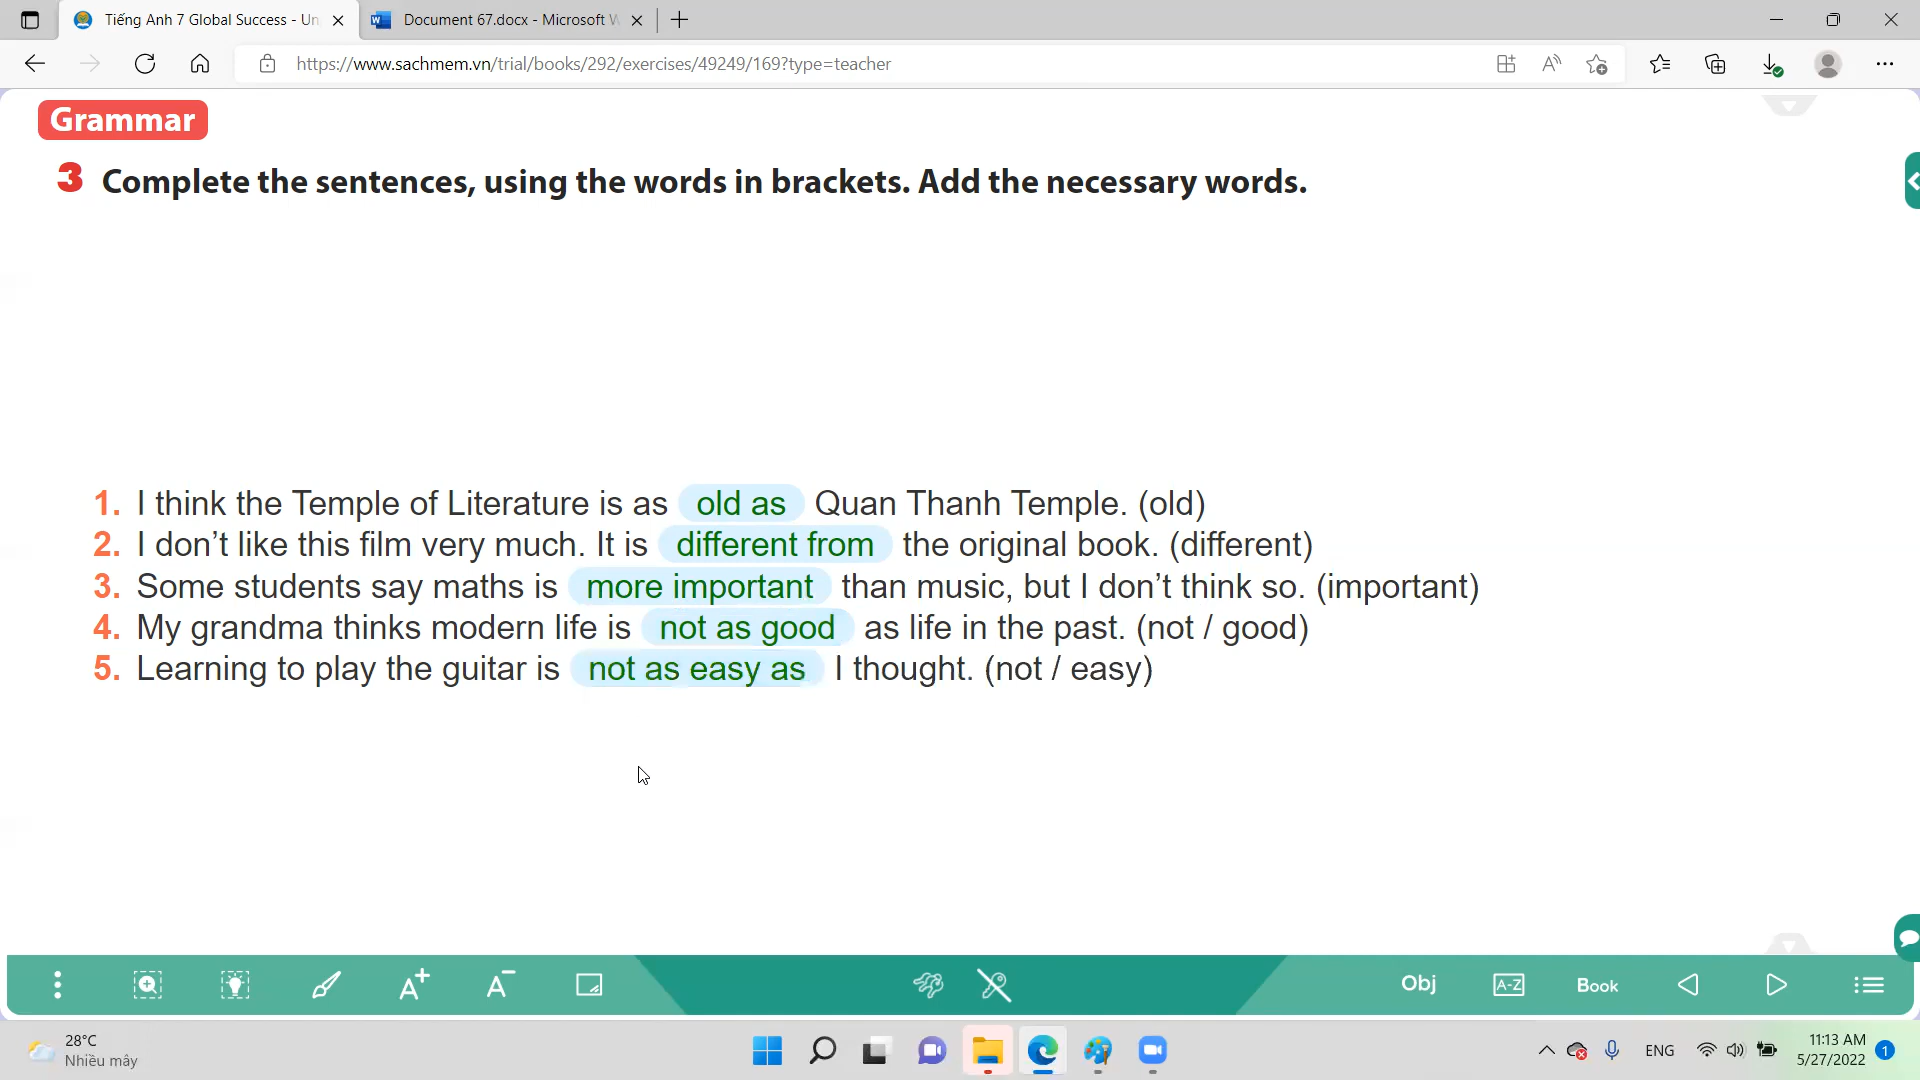 Tiếng Anh 7 Global Success - Un
Document 67.docx - Microsoft W
https://www.sachmem.vn/trial/books/292/exercises/49249/169?type=teacher
Grammar
3 Complete the sentences, using the words in brackets. Add the necessary words.
1. I think the Temple of Literature is as old as Quan Thanh Temple. (old)
2. I don’t like this film very much. It is different from the original book. (different)
3. Some students say maths is more important than music, but I don’t think so. (important)
4. My grandma thinks modern life is not as good as life in the past. (not / good)
5. Learning to play the guitar is not as easy as I thought. (not / easy)
A+ A- Obj A-Z Book
28°C
Nhiều mây
ENG
11:13 AM
5/27/2022
1